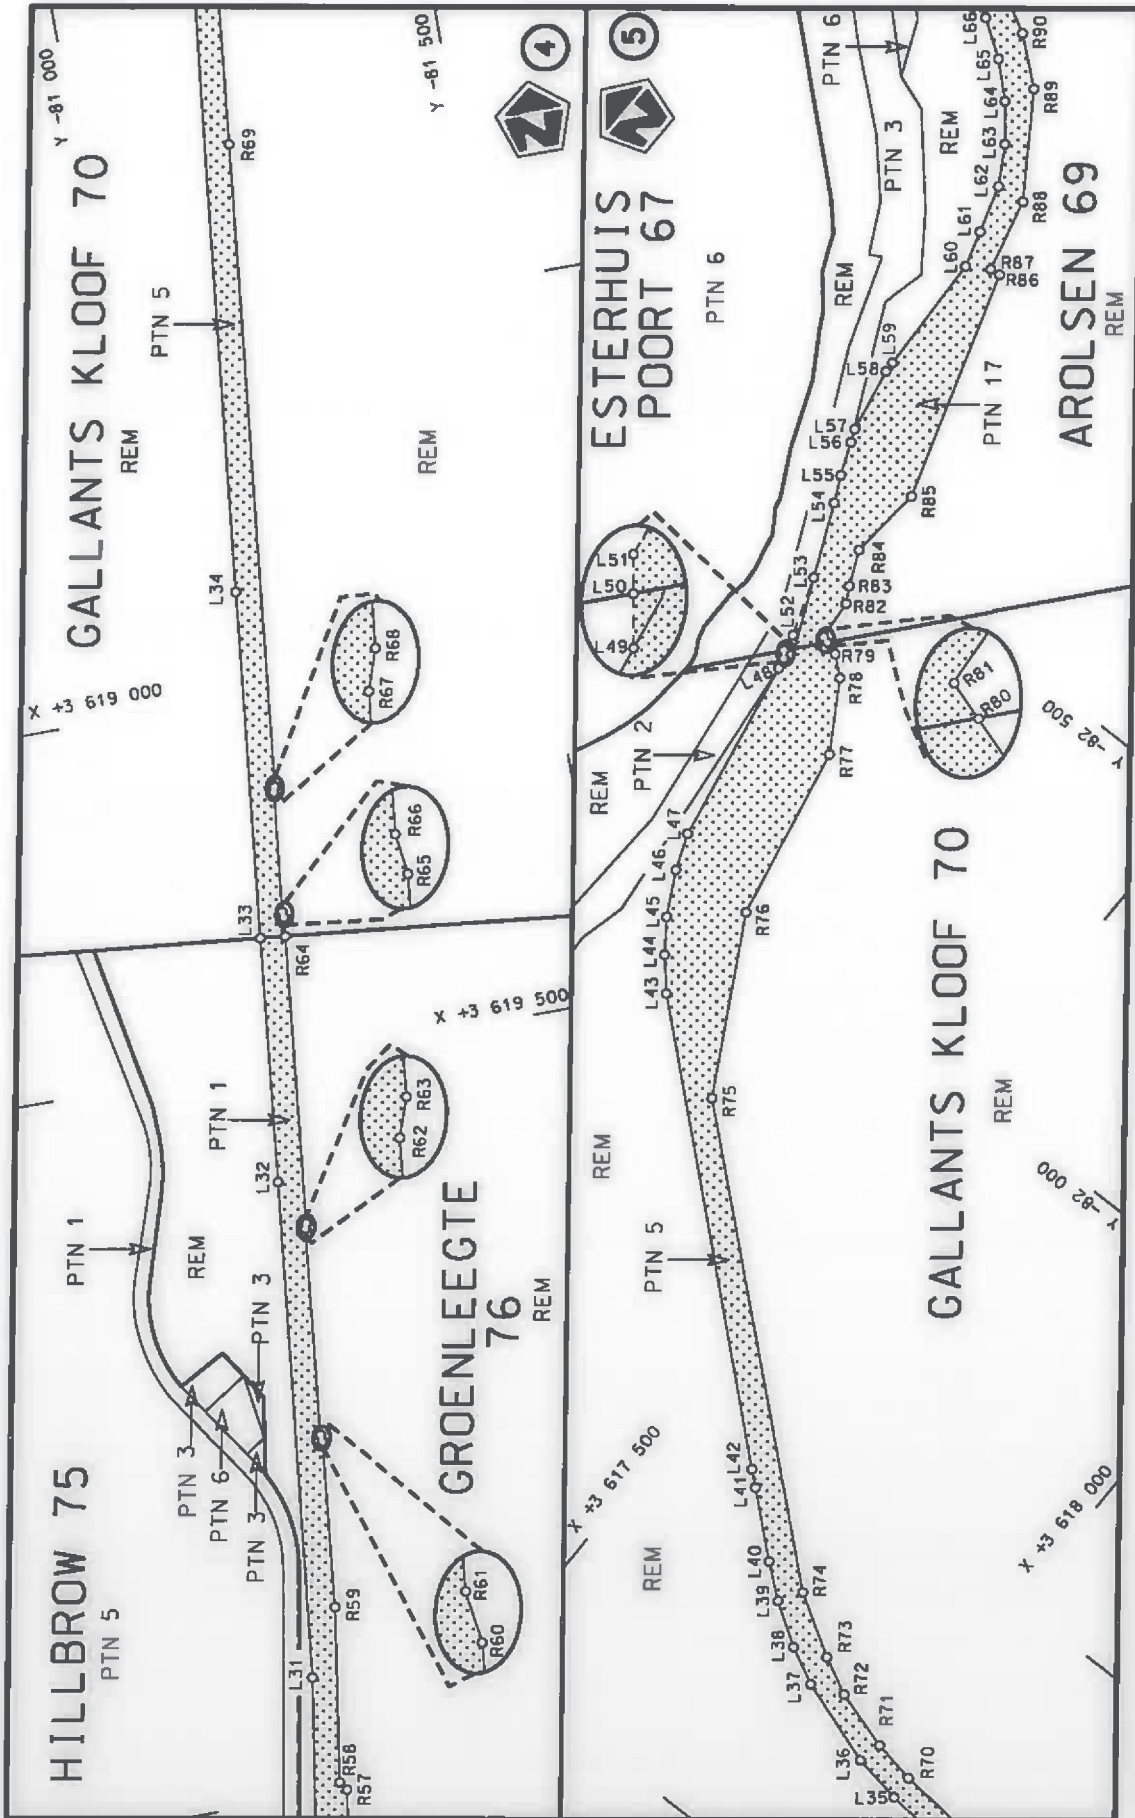 HILLBROW 75
PTN 5
PTN 3
PTN 6
PTN 3
PTN 1
REM
PTN 3
PTN 1
GROENLEEGTE
76
REM
X +3 619 500
X +3 619 000
GALLANTS KLOOF 70
REM
PTN 5
REM
Y -81 000
Y -81 500
4
R57
R58
L31
R59
R60
R61
R62
R63
L32
L33
R64
R65
R66
R67
R68
L34
R69
5
ESTERHUIS
POORT 67
PTN 6
REM
PTN 3
REM
PTN 6
AROLSEN 69
REM
PTN 17
PTN 2
REM
REM
PTN 5
GALLANTS KLOOF 70
REM
REM
X +3 617 500
X +3 618 000
Y -82 000
Y -82 500
L35
L36
L37
L38
L39
L40
L41
L42
L43
L44
L45
L46
L47
L48
L49
L50
L51
L52
L53
L54
L55
L56
L57
L58
L59
L60
L61
L62
L63
L64
L65
L66
R70
R71
R72
R73
R74
R75
R76
R77
R78
R79
R80
R81
R82
R83
R84
R85
R86
R87
R88
R89
R90